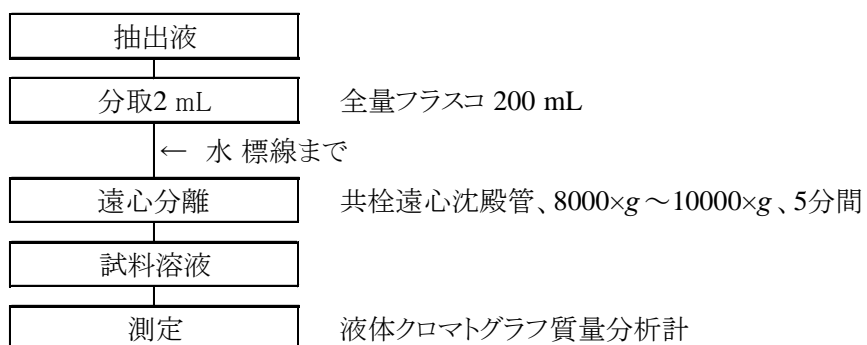 抽出液
分取2 mL 全量フラスコ 200 mL
← 水 標線まで
遠心分離 共栓遠心沈殿管、8000×g～10000×g、5分間
試料溶液
測定 液体クロマトグラフ質量分析計